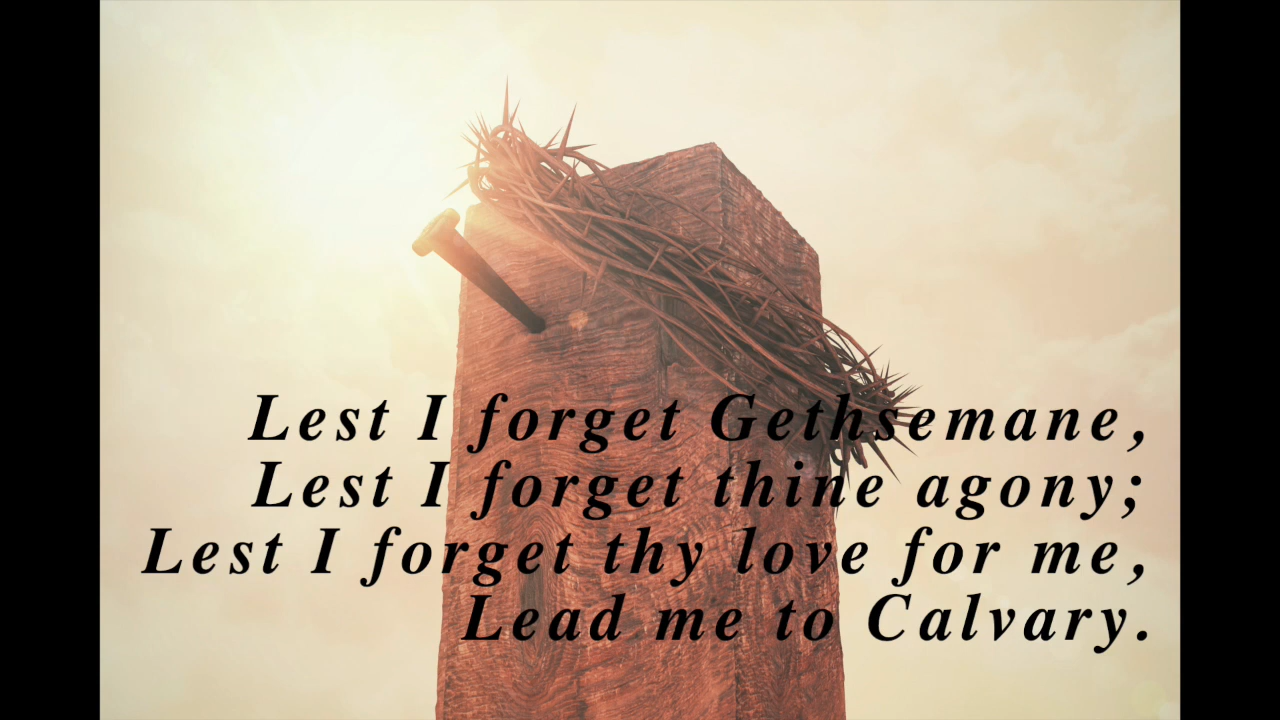 Lest I forget Gethsemane,
Lest I forget thine agony;
Lest I forget thy love for me,
Lead me to Calvary.